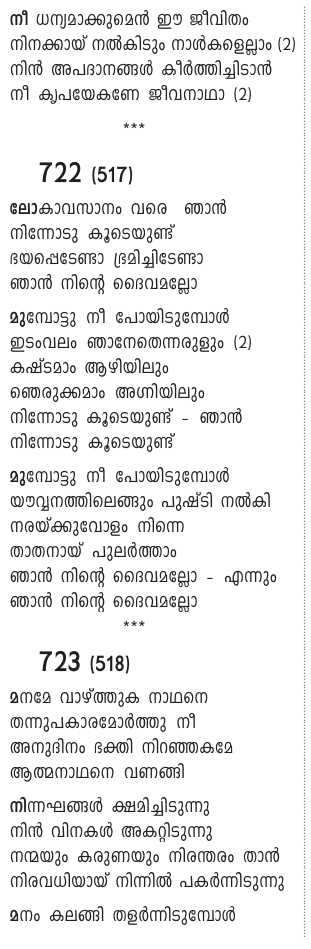 നീ ധന്യമാക്കുമെൻ ഈ ജീവിതം
നിനക്കായ് നൽകിടും നാൾകളെല്ലാം (2)
നിൻ അപദാനങ്ങൾ കീർത്തിച്ചിടാൻ
നീ കൃപയേകണേ ജീവനാഥാ (2)
***
722 (517)
ലോകാവസാനം വരെ ഞാൻ
നിന്നോടു കൂടെയുണ്ട്
ഭയപ്പെടേണ്ടാ ഭ്രമിച്ചിടേണ്ടാ
ഞാൻ നിന്റെ ദൈവമല്ലോ
മുമ്പോട്ടു നീ പോയിടുമ്പോൾ
ഇടംവലം ഞാനേതെന്നരുളും (2)
കഷ്ടമാം ആഴിയിലും
ഞെരുക്കമാം അഗ്നിയിലും
നിന്നോടു കൂടെയുണ്ട് - ഞാൻ
നിന്നോടു കൂടെയുണ്ട്
മുമ്പോട്ടു നീ പോയിടുമ്പോൾ
യൗവ്വനത്തിലെങ്ങും പുഷ്ടി നൽകി
നരയ്ക്കുവോളം നിന്നെ
താതനായ് പുലർത്താം
ഞാൻ നിന്റെ ദൈവമല്ലോ - എന്നും
ഞാൻ നിന്റെ ദൈവമല്ലോ
***
723 (518)
മനമേ വാഴ്ത്തുക നാഥനെ
തന്നുപകാരമോർത്തു നീ
അനുദിനം ഭക്തി നിറഞ്ഞകമേ
ആത്മനാഥനെ വണങ്ങി
നിന്നഘങ്ങൾ ക്ഷമിച്ചിടുന്നു
നിൻ വിനകൾ അകറ്റിടുന്നു
നന്മയും കരുണയും നിരന്തരം താൻ
നിരവധിയായ് നിന്നിൽ പകർന്നിടുന്നു
മനം കലങ്ങി തളർന്നിടുമ്പോൾ